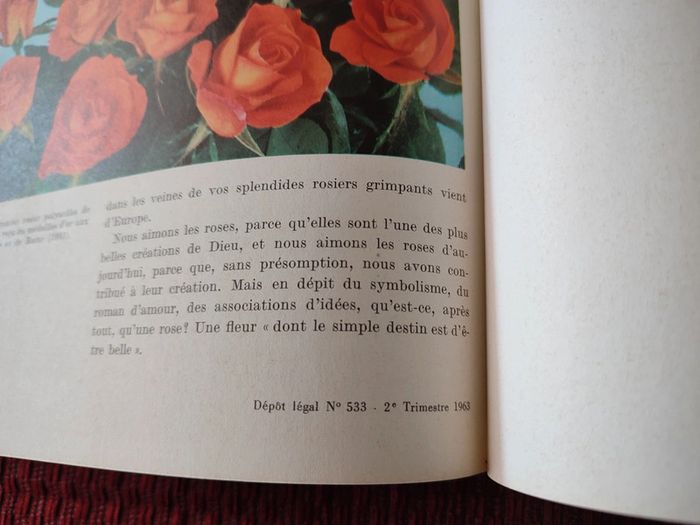 dans les veines de vos splendides rosiers grimpants vient
d'Europe.
Nous aimons les roses, parce qu'elles sont l'une des plus
belles créations de Dieu, et nous aimons les roses d'au-
jourd'hui, parce que, sans présomption, nous avons con-
tribué à leur création. Mais en dépit du symbolisme, du
roman d'amour, des associations d'idées, qu'est-ce, après
tout, qu'une rose? Une fleur « dont le simple destin est d'ê-
tre belle ».
Dépôt légal N° 533 - 2e Trimestre 1963